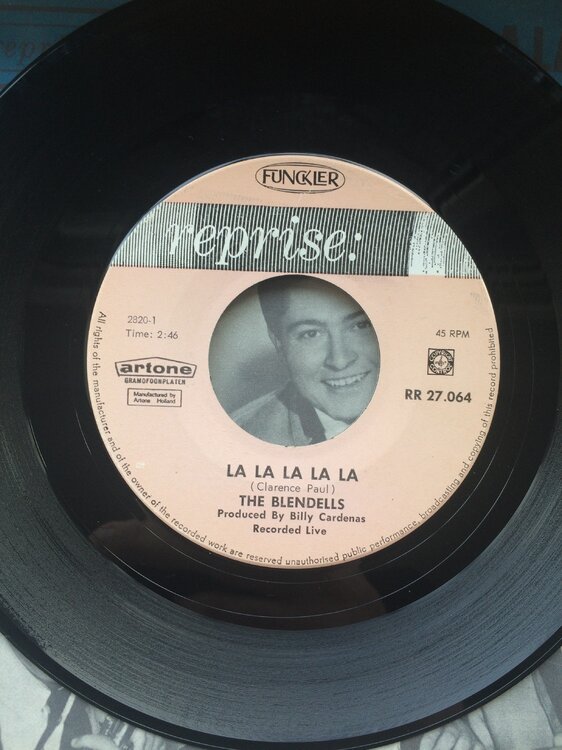 FUNCKLER
reprise:
2820-1
Time: 2:46
45 RPM
artone
GRAMOFOONPLATEN
Manufactured by
Artone Holland
RR 27.064
LA LA LA LA LA
(Clarence Paul)
THE BLENDELLS
Produced By Billy Cardenas
Recorded Live
All rights of the manufacturer and of the owner of the recorded work are reserved unauthorised public performance, broadcasting and copying of this record prohibited